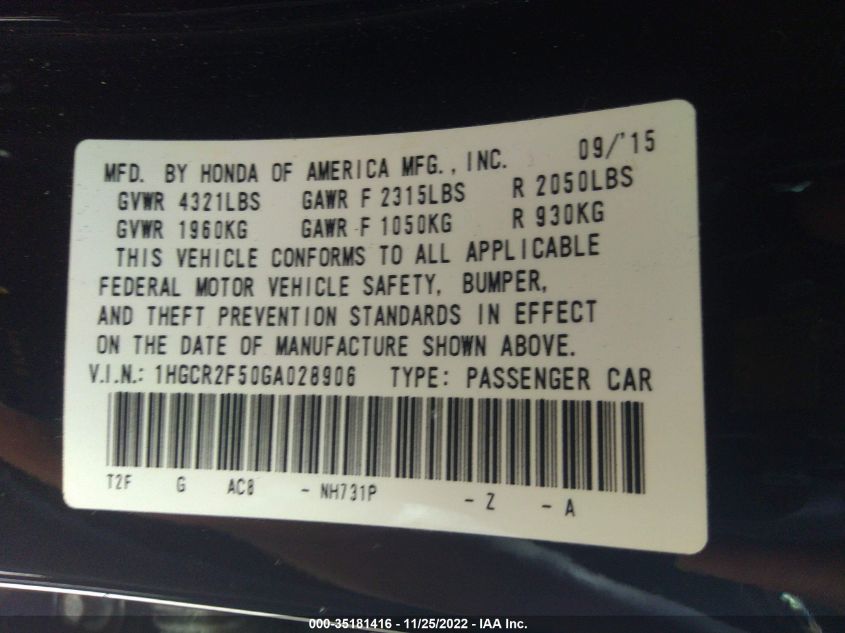 MFD. BY HONDA OF AMERICA MFG., INC. 09/'15
GVWR 4321LBS GAWR F 2315LBS R 2050LBS
GVWR 1960KG GAWR F 1050KG R 930KG
THIS VEHICLE CONFORMS TO ALL APPLICABLE
FEDERAL MOTOR VEHICLE SAFETY, BUMPER,
AND THEFT PREVENTION STANDARDS IN EFFECT
ON THE DATE OF MANUFACTURE SHOWN ABOVE.
V.I.N.: 1HGCR2F50GA028906 TYPE: PASSENGER CAR
T2F G AC8 - NH731P - Z - A
000-35181416 - 11/25/2022 - IAA Inc.